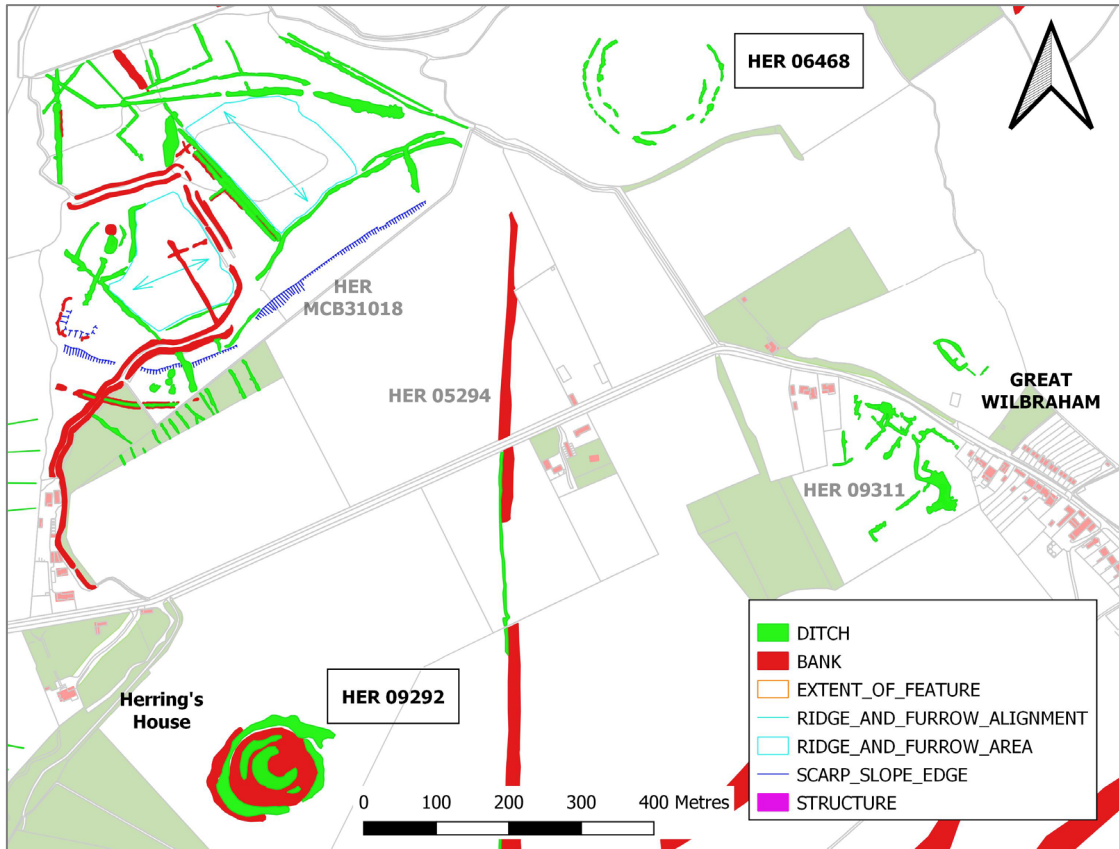 HER 06468
HER
MCB31018
HER 05294
GREAT
WILBRAHAM
HER 09311
Herring's
House
HER 09292
0 100 200 300 400 Metres
DITCH
BANK
EXTENT_OF_FEATURE
RIDGE_AND_FURROW_ALIGNMENT
RIDGE_AND_FURROW_AREA
SCARP_SLOPE_EDGE
STRUCTURE